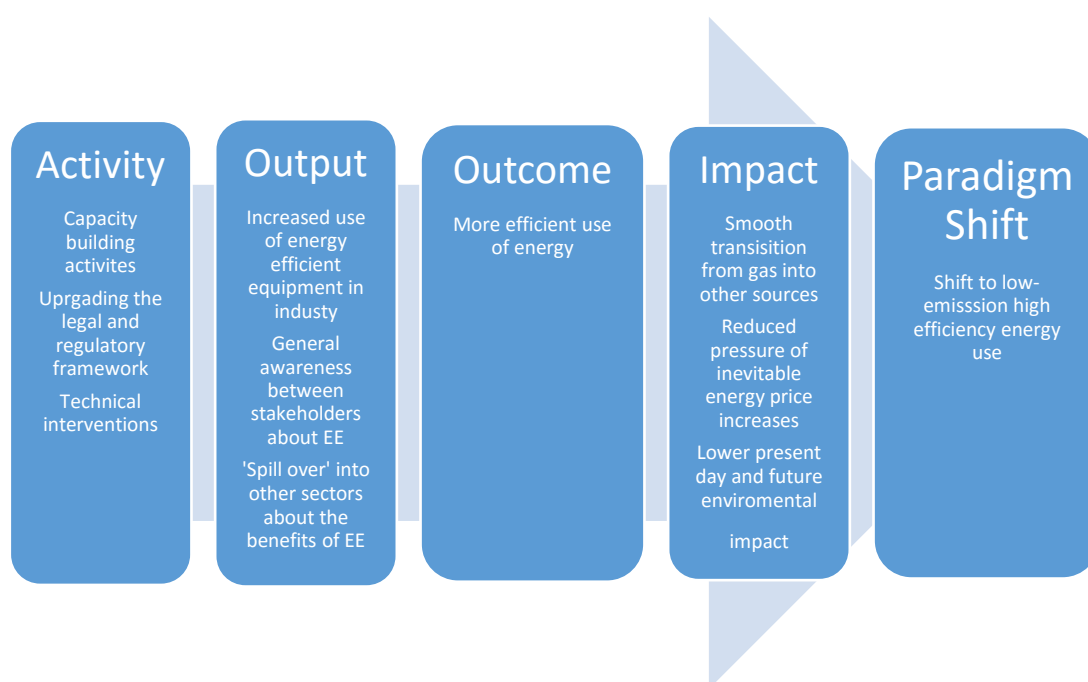 Activity
Capacity
building
activites
Uprgading the
legal and
regulatory
framework
Technical
interventions
Output
Increased use
of energy
efficient
equipment in
industy
General
awareness
between
stakeholders
about EE
'Spill over' into
other sectors
about the
benefits of EE
Outcome
More efficient use
of energy
Impact
Smooth
transisition
from gas into
other sources
Reduced
pressure of
inevitable
energy price
increases
Lower present
day and future
enviromental
impact
Paradigm
Shift
Shift to low-
emisssion high
efficiency energy
use